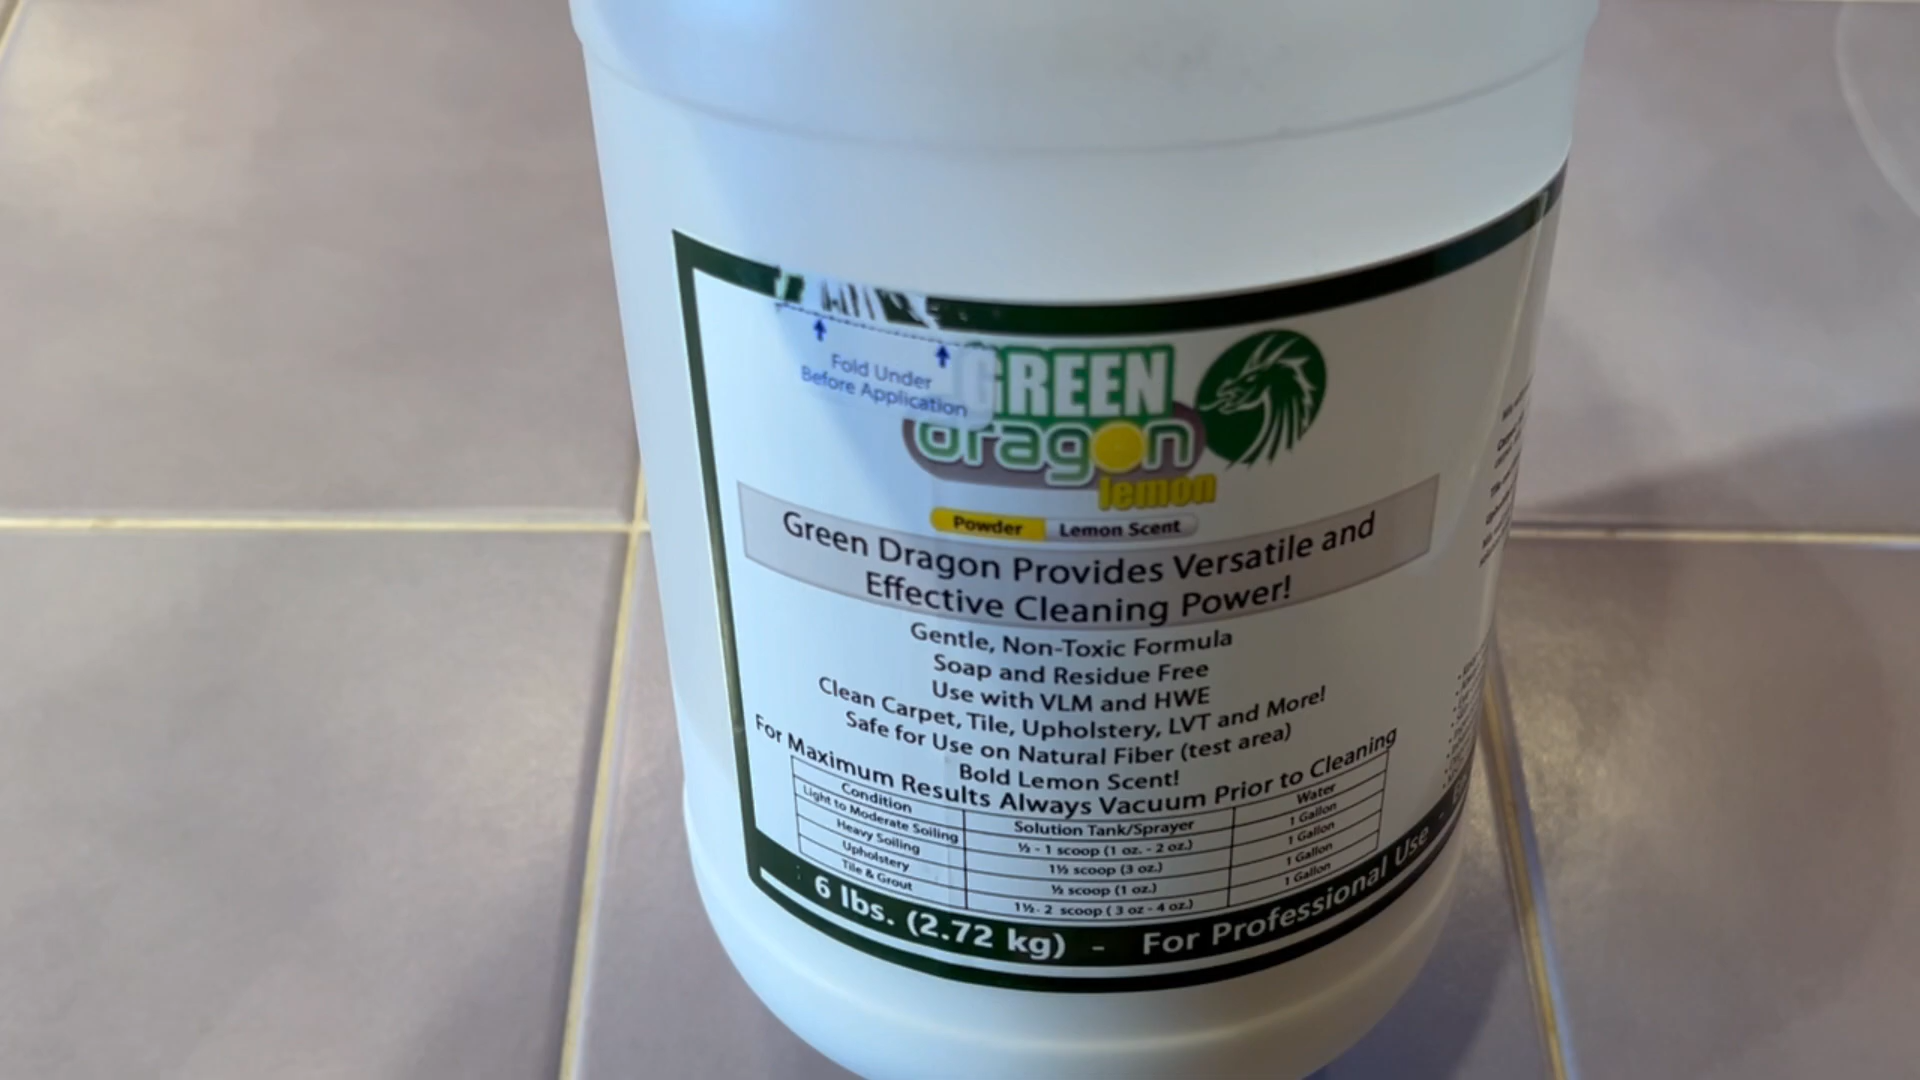 Fold Under
Before Application
GREEN
dragon
lemon
Powder Lemon Scent
Green Dragon Provides Versatile and
Effective Cleaning Power!
Gentle, Non-Toxic Formula
Soap and Residue Free
Use with VLM and HWE
Clean Carpet, Tile, Upholstery, LVT and More!
Safe for Use on Natural Fiber (test area)
Bold Lemon Scent!
For Maximum Results Always Vacuum Prior to Cleaning
Condition Solution Tank/Sprayer Water
Light to Moderate Soiling ½ - 1 scoop (1 oz. - 2 oz.) 1 Gallon
Heavy Soiling 1½ scoop (3 oz.) 1 Gallon
Upholstery ½ scoop (1 oz.) 1 Gallon
Tile & Grout 1½- 2 scoop ( 3 oz - 4 oz.) 1 Gallon
6 lbs. (2.72 kg) - For Professional Use -